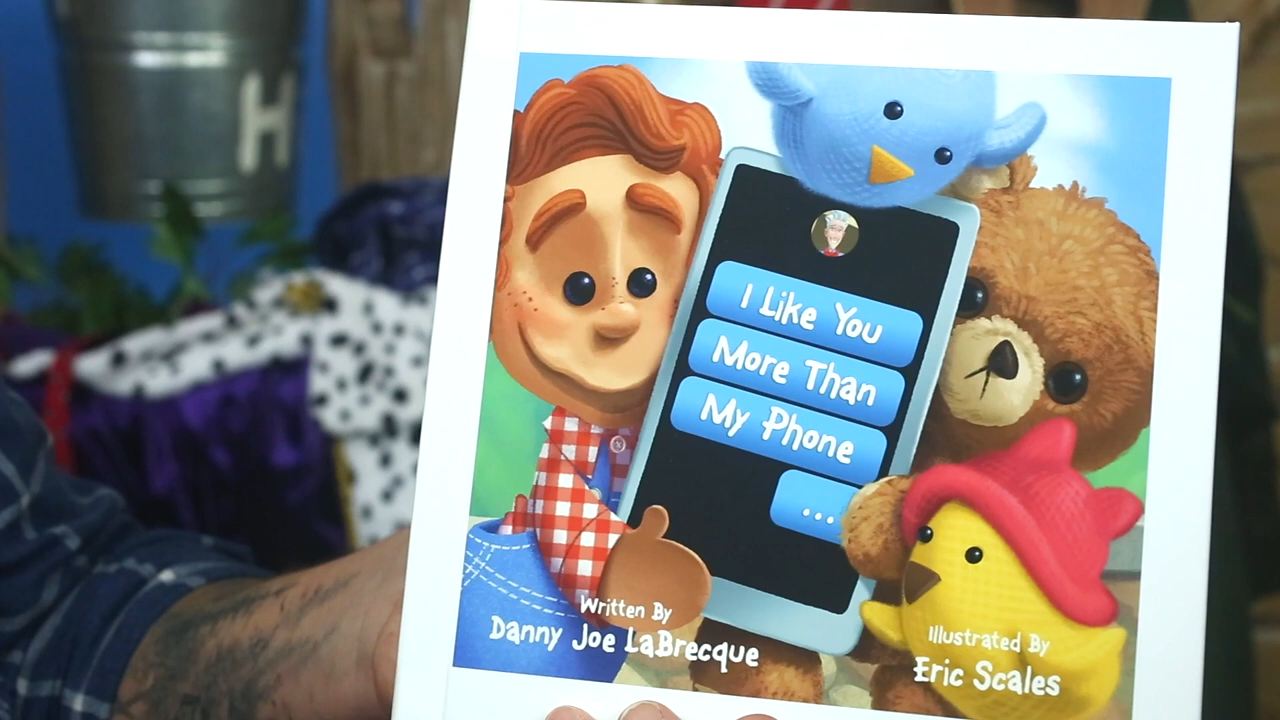 H
I Like You
More Than
My Phone
...
Written By
Danny Joe LaBrecque
Illustrated By
Eric Scales